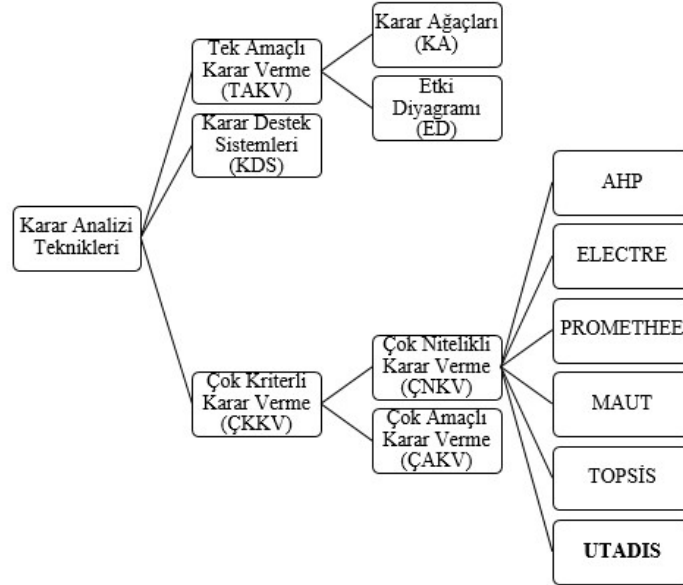 Karar Analizi
Teknikleri
Tek Amaçlı
Karar Verme
(TAKV)
Karar Ağaçları
(KA)
Etki
Diyagramı
(ED)
Karar Destek
Sistemleri
(KDS)
Çok Kriterli
Karar Verme
(ÇKKV)
Çok Nitelikli
Karar Verme
(ÇNKV)
Çok Amaçlı
Karar Verme
(ÇAKV)
AHP
ELECTRE
PROMETHEE
MAUT
TOPSİS
UTADIS